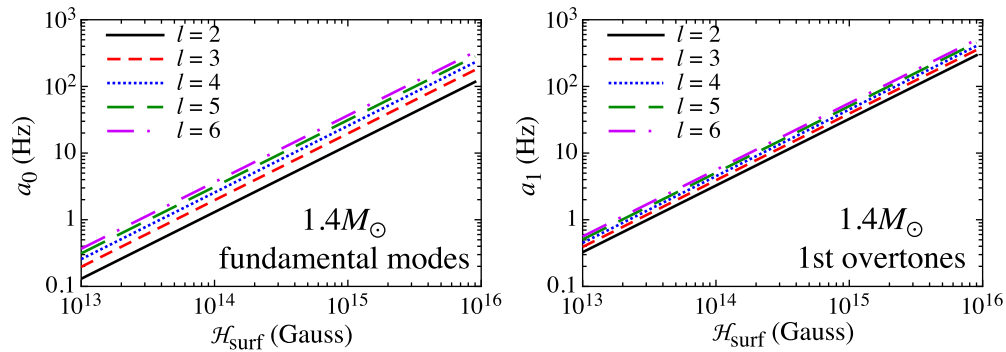 10³
10²
10
1
0.1
a₀ (Hz)
l = 2
l = 3
l = 4
l = 5
l = 6
1.4M☉
fundamental modes
10¹³
10¹⁴
10¹⁵
10¹⁶
ℋsurf (Gauss)
10³
10²
10
1
0.1
a₁ (Hz)
l = 2
l = 3
l = 4
l = 5
l = 6
1.4M☉
1st overtones
10¹³
10¹⁴
10¹⁵
10¹⁶
ℋsurf (Gauss)